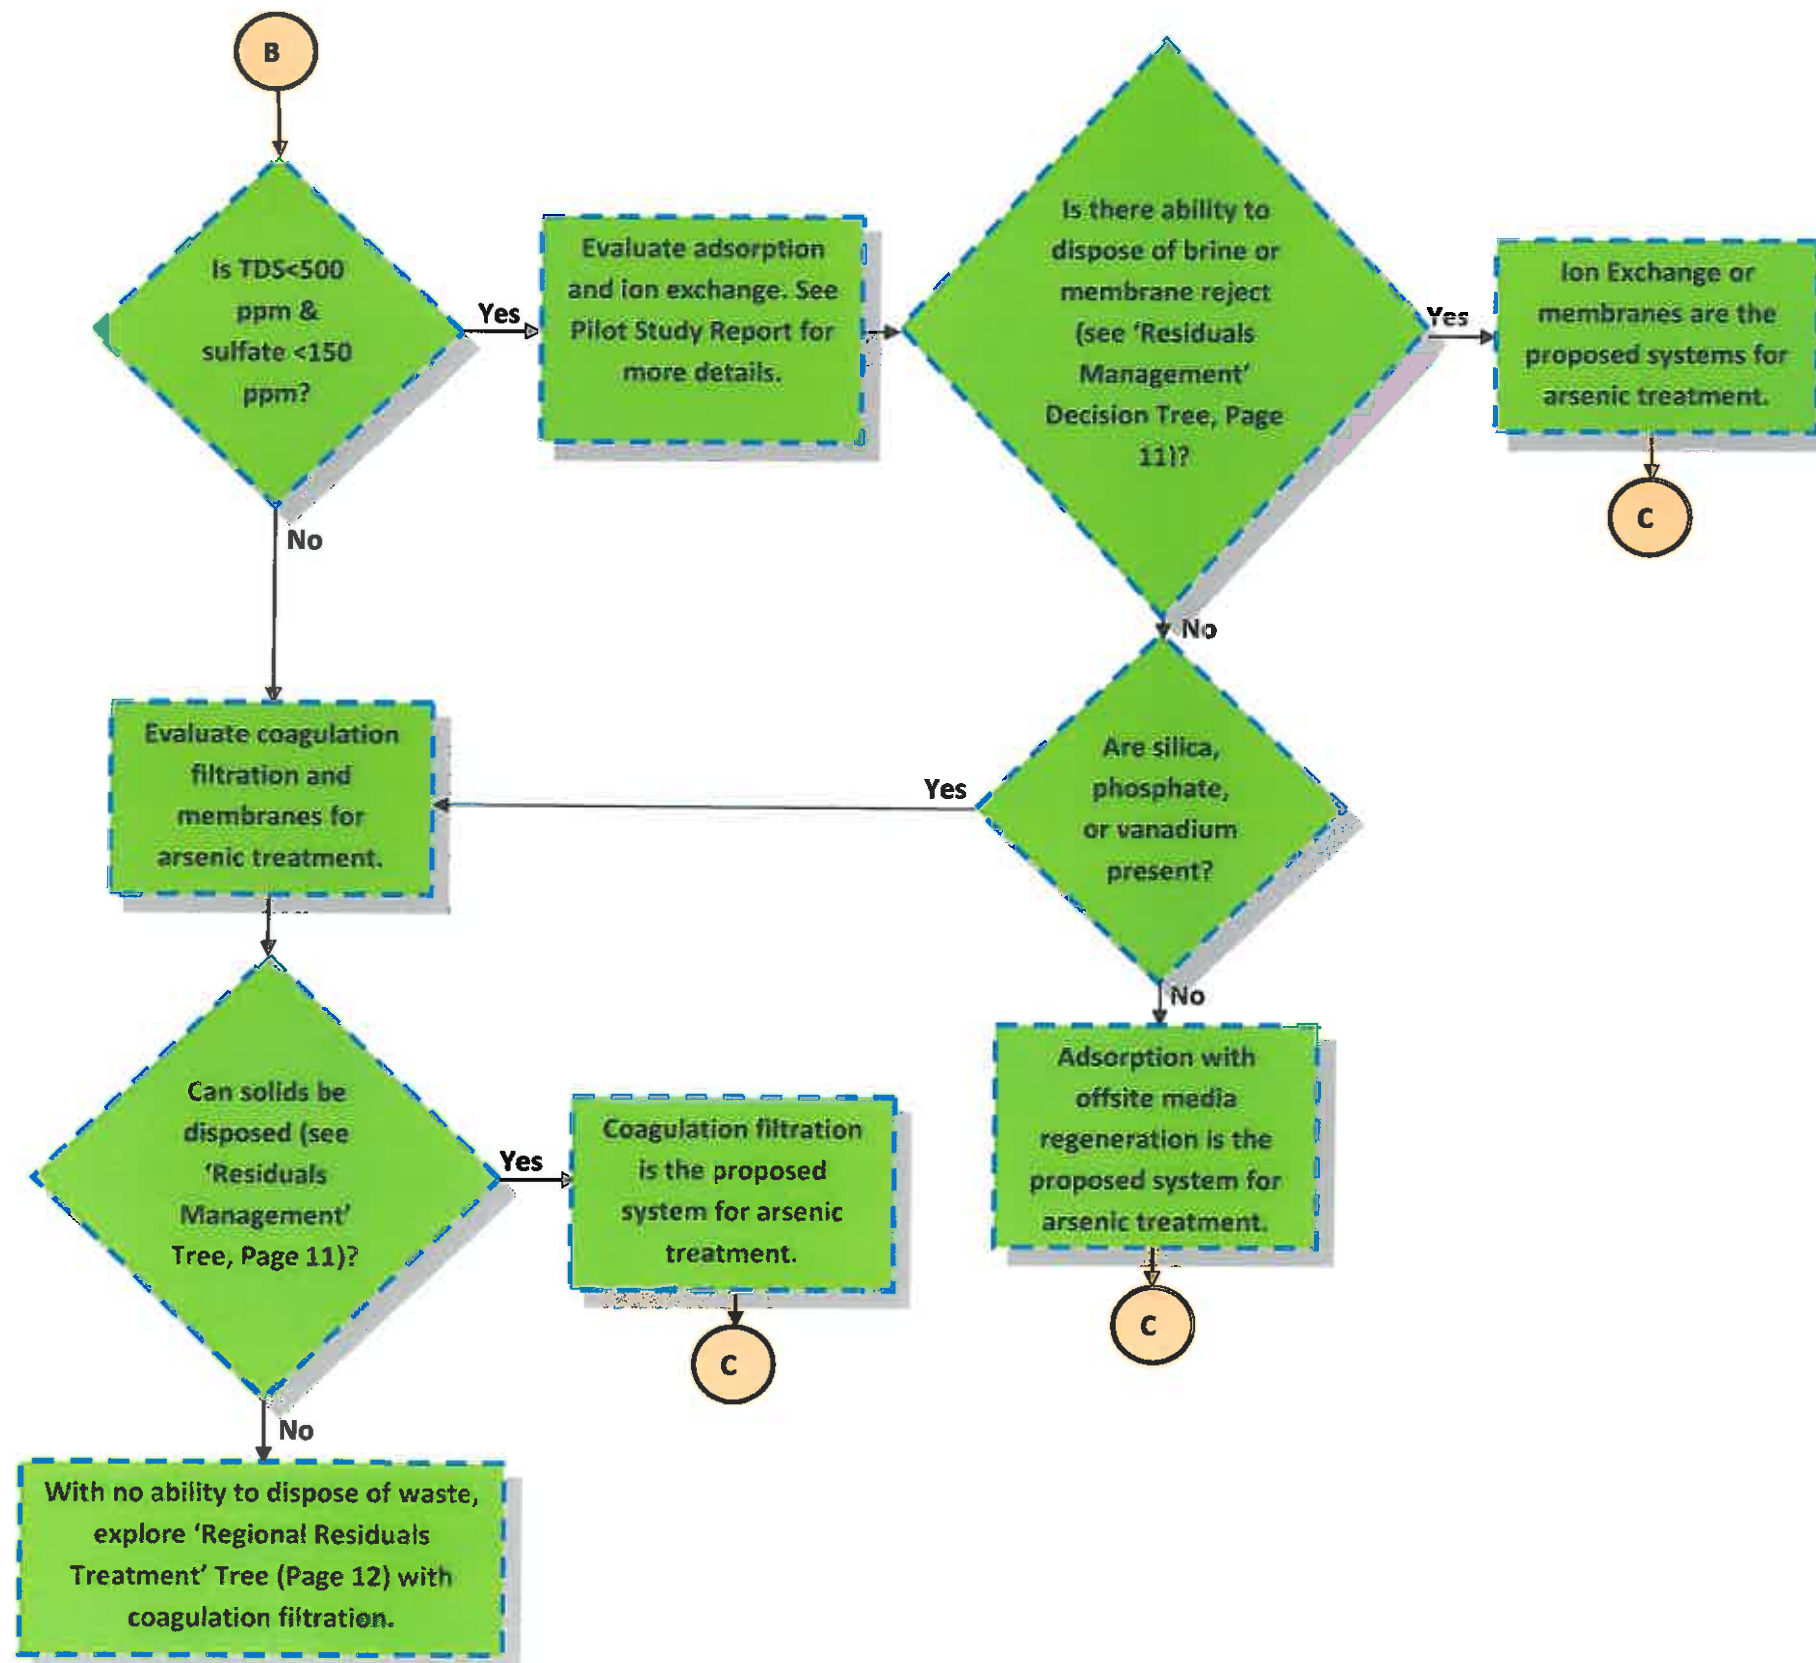 B
Is TDS<500
ppm &
sulfate <150
ppm?
Yes
Evaluate adsorption
and ion exchange. See
Pilot Study Report for
more details.
Is there ability to
dispose of brine or
membrane reject
(see ‘Residuals
Management’
Decision Tree, Page
11)?
Yes
Ion Exchange or
membranes are the
proposed systems for
arsenic treatment.
C
No
No
Evaluate coagulation
filtration and
membranes for
arsenic treatment.
Yes
Are silica,
phosphate,
or vanadium
present?
No
Can solids be
disposed (see
‘Residuals
Management’
Tree, Page 11)?
Yes
Coagulation filtration
is the proposed
system for arsenic
treatment.
C
Adsorption with
offsite media
regeneration is the
proposed system for
arsenic treatment.
C
No
With no ability to dispose of waste,
explore ‘Regional Residuals
Treatment’ Tree (Page 12) with
coagulation filtration.